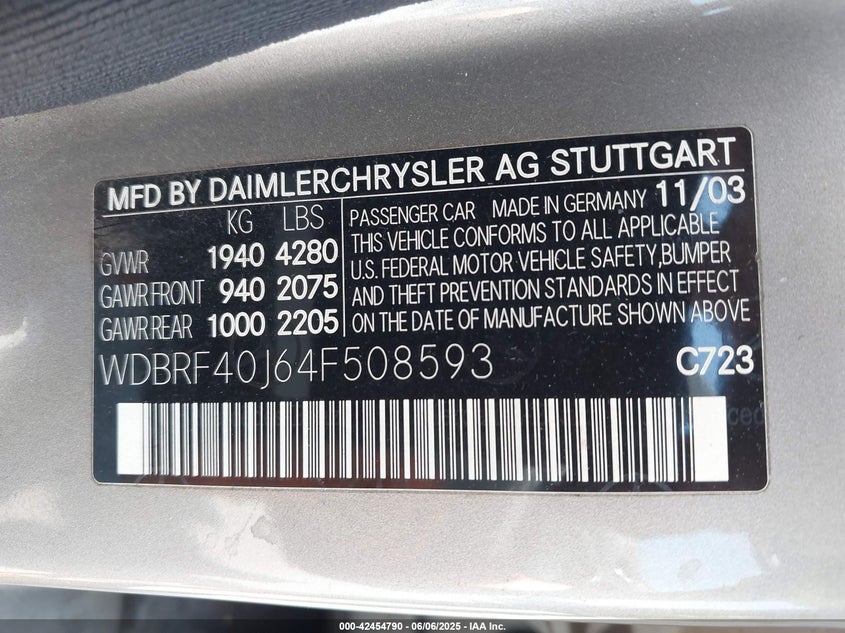 MFD BY DAIMLERCHRYSLER AG STUTTGART
KG LBS
GVWR 1940 4280
GAWR FRONT 940 2075
GAWR REAR 1000 2205
PASSENGER CAR MADE IN GERMANY 11/03
THIS VEHICLE CONFORMS TO ALL APPLICABLE
U.S. FEDERAL MOTOR VEHICLE SAFETY,BUMPER
AND THEFT PREVENTION STANDARDS IN EFFECT
ON THE DATE OF MANUFACTURE SHOWN ABOVE
WDBRF40J64F508593 C723
000-42454790 - 06/06/2025 - IAA Inc.